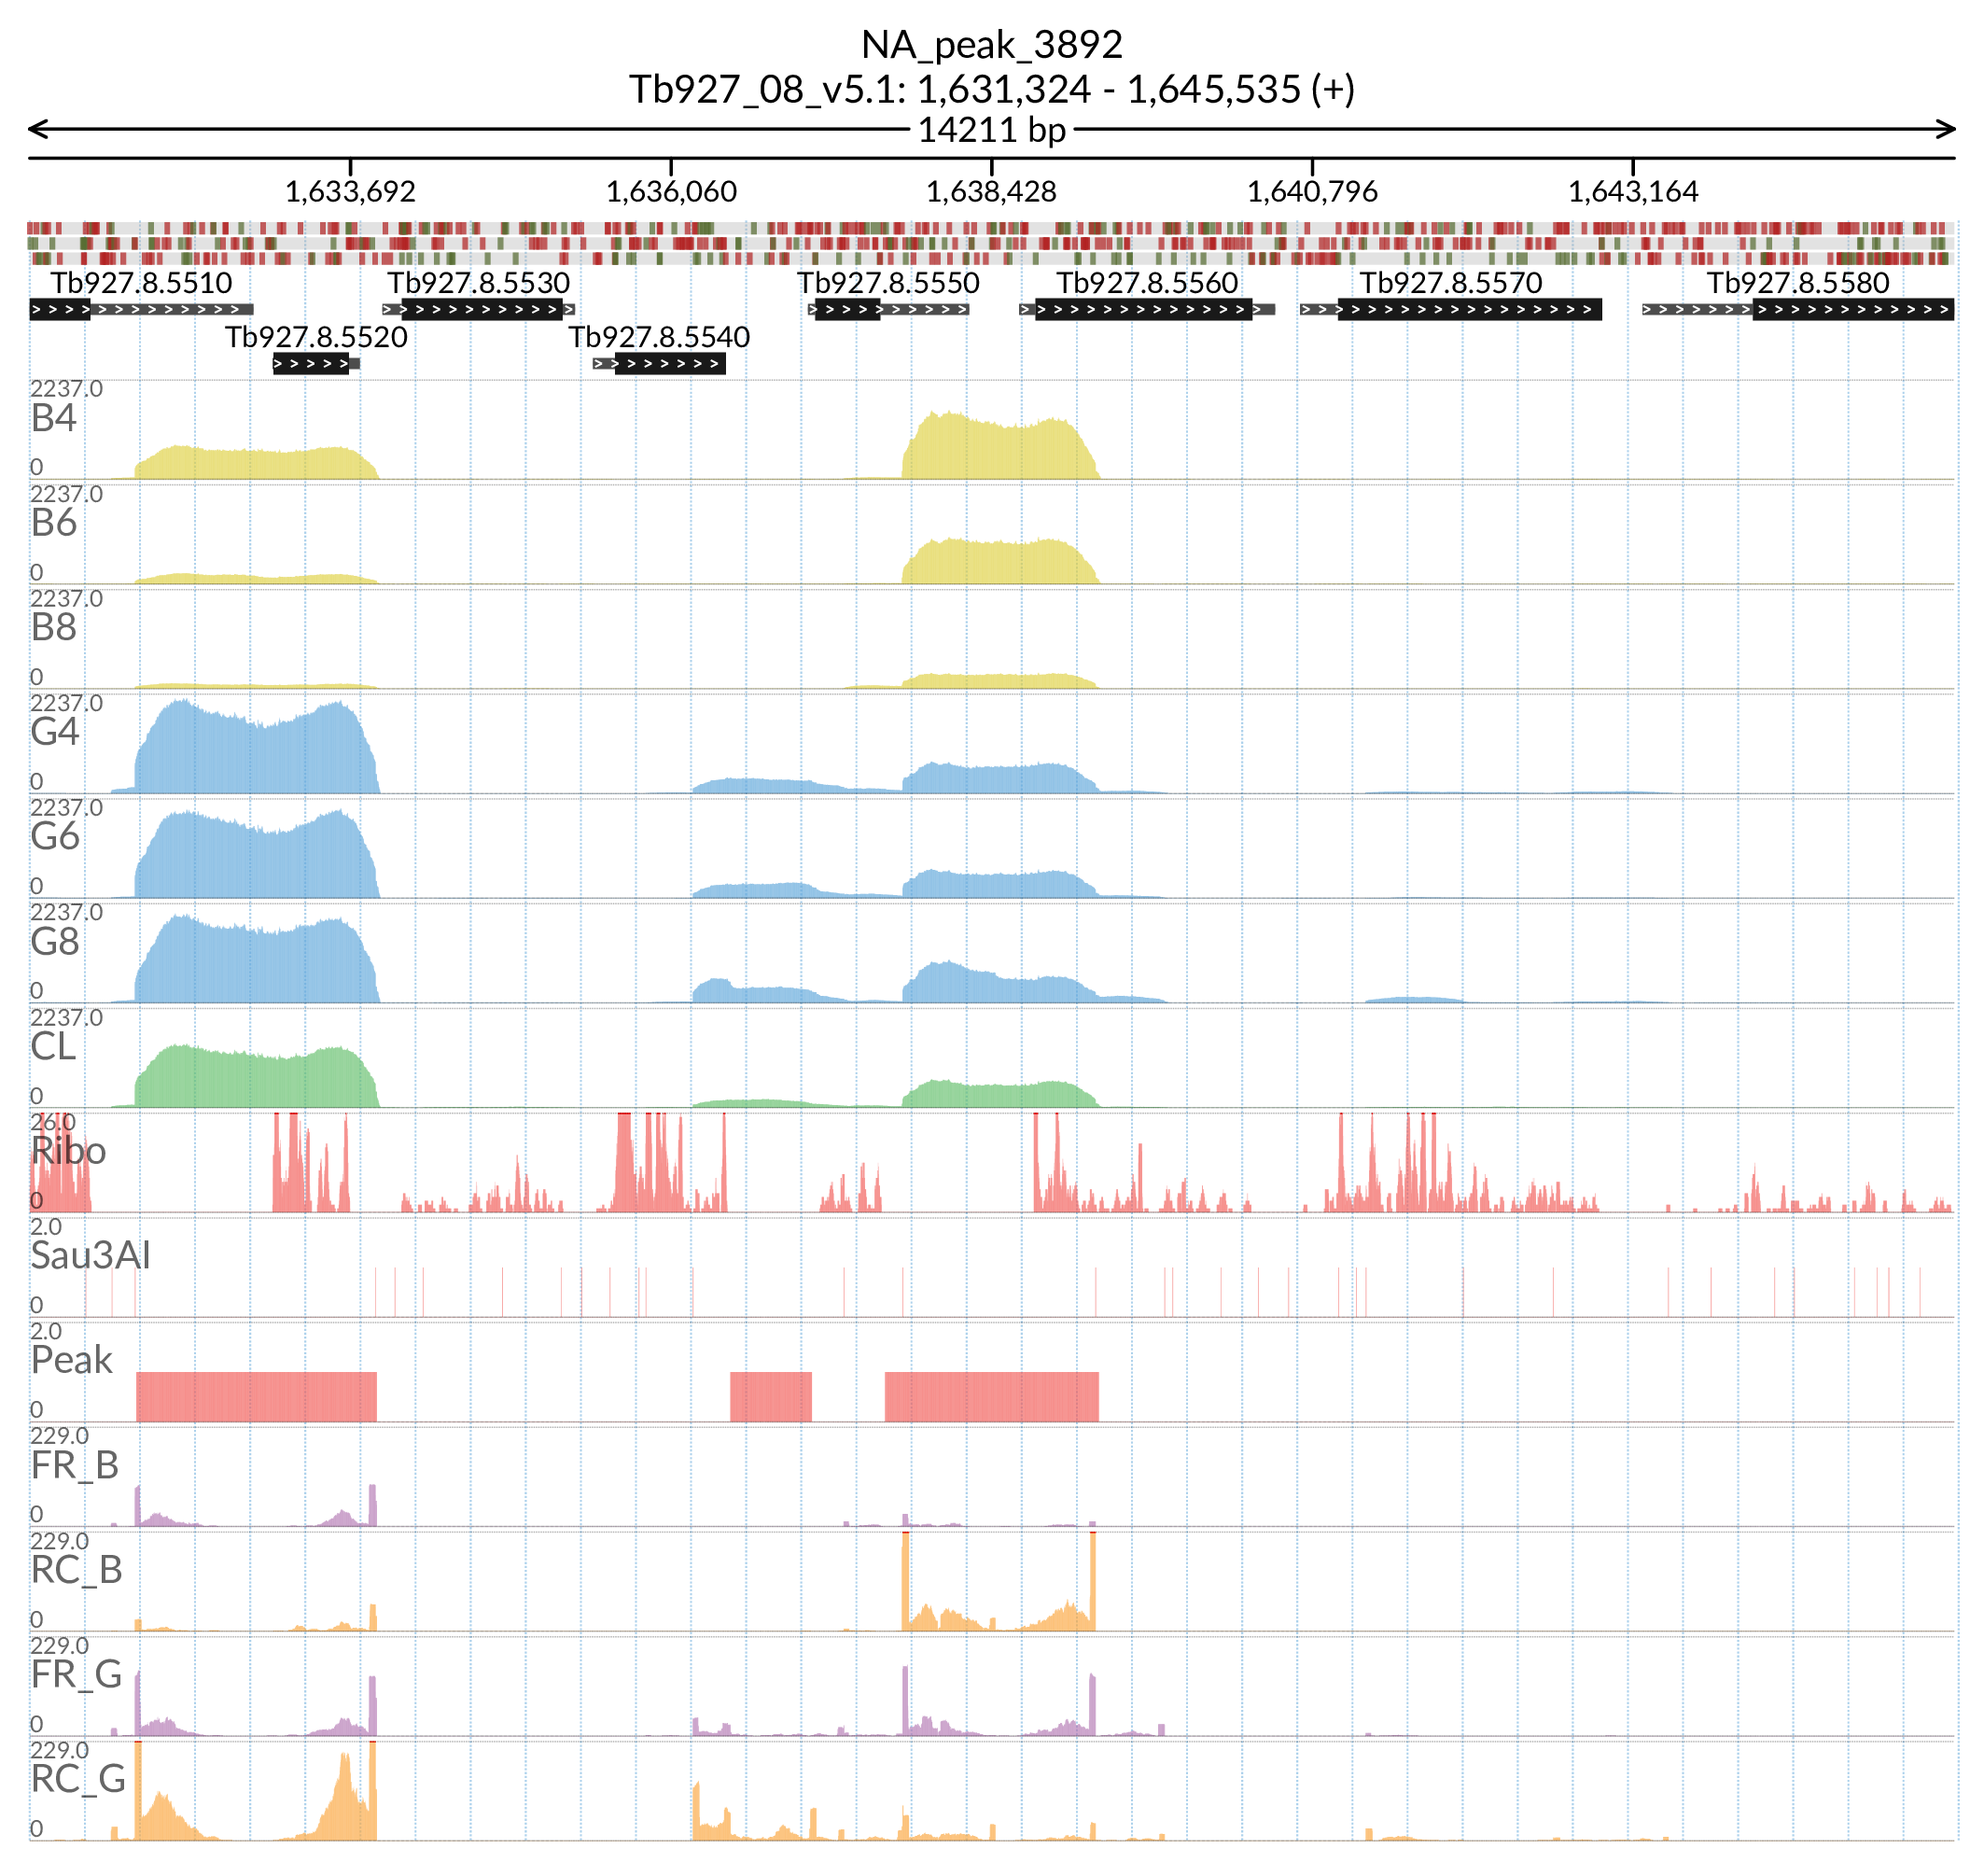 NA_peak_3892
Tb927_08_v5.1: 1,631,324 - 1,645,535 (+)
14211 bp
1,633,692 1,636,060 1,638,428 1,640,796 1,643,164
Tb927.8.5510 Tb927.8.5530 Tb927.8.5550 Tb927.8.5560 Tb927.8.5570 Tb927.8.5580
Tb927.8.5520 Tb927.8.5540
2237.0
B4
0
2237.0
B6
0
2237.0
B8
0
2237.0
G4
0
2237.0
G6
0
2237.0
G8
0
2237.0
CL
0
26.0
Ribo
0
2.0
Sau3AI
0
2.0
Peak
0
229.0
FR_B
0
229.0
RC_B
0
229.0
FR_G
0
229.0
RC_G
0